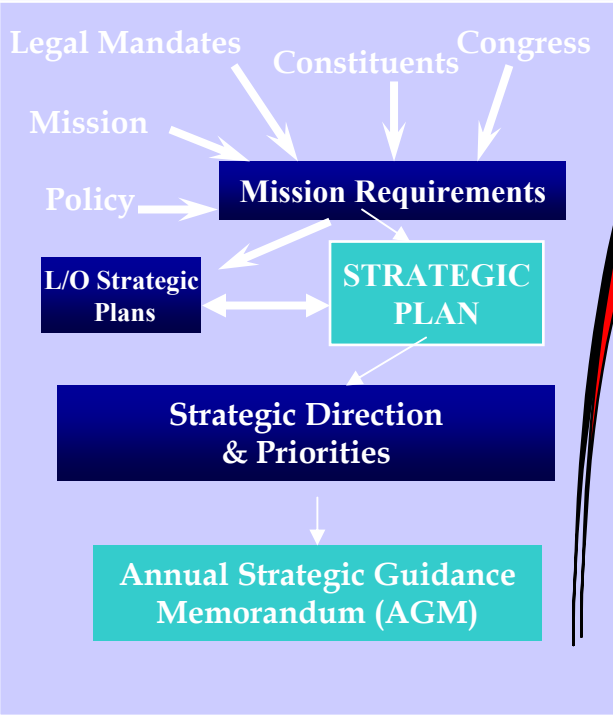 Legal Mandates
Constituents
Congress
Mission
Policy
Mission Requirements
L/O Strategic
Plans
STRATEGIC
PLAN
Strategic Direction
& Priorities
Annual Strategic Guidance
Memorandum (AGM)